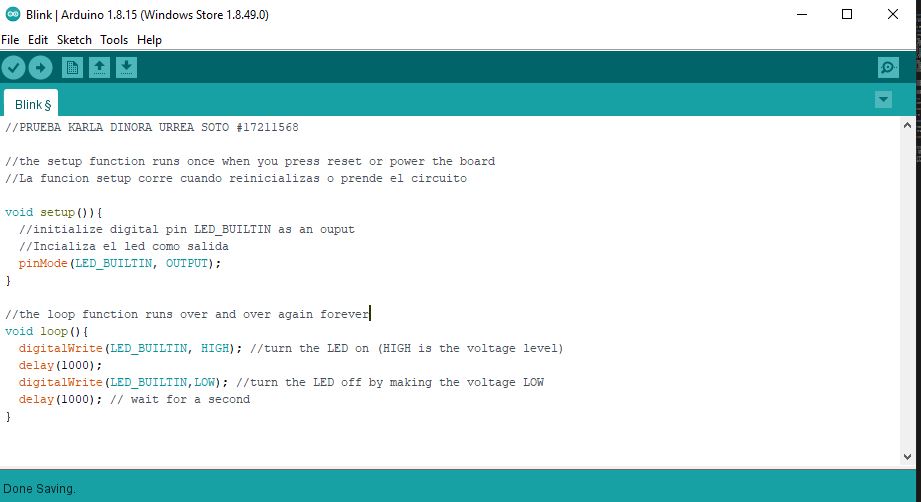 Blink | Arduino 1.8.15 (Windows Store 1.8.49.0)
File Edit Sketch Tools Help
Blink §
//PRUEBA KARLA DINORA URREA SOTO #17211568
//the setup function runs once when you press reset or power the board
//La funcion setup corre cuando reinicializas o prende el circuito
void setup()){
//initialize digital pin LED_BUILTIN as an ouput
//Incializa el led como salida
pinMode(LED_BUILTIN, OUTPUT);
}
//the loop function runs over and over again forever
void loop(){
digitalWrite(LED_BUILTIN, HIGH); //turn the LED on (HIGH is the voltage level)
delay(1000);
digitalWrite(LED_BUILTIN,LOW); //turn the LED off by making the voltage LOW
delay(1000); // wait for a second
}
Done Saving.